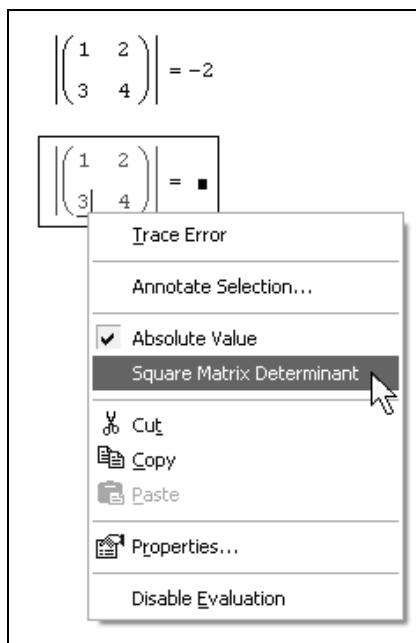 |(1 2
3 4)| = -2
|(1 2
3 4)| = ■
Trace Error
Annotate Selection...
Absolute Value
Square Matrix Determinant
Cut
Copy
Paste
Properties...
Disable Evaluation